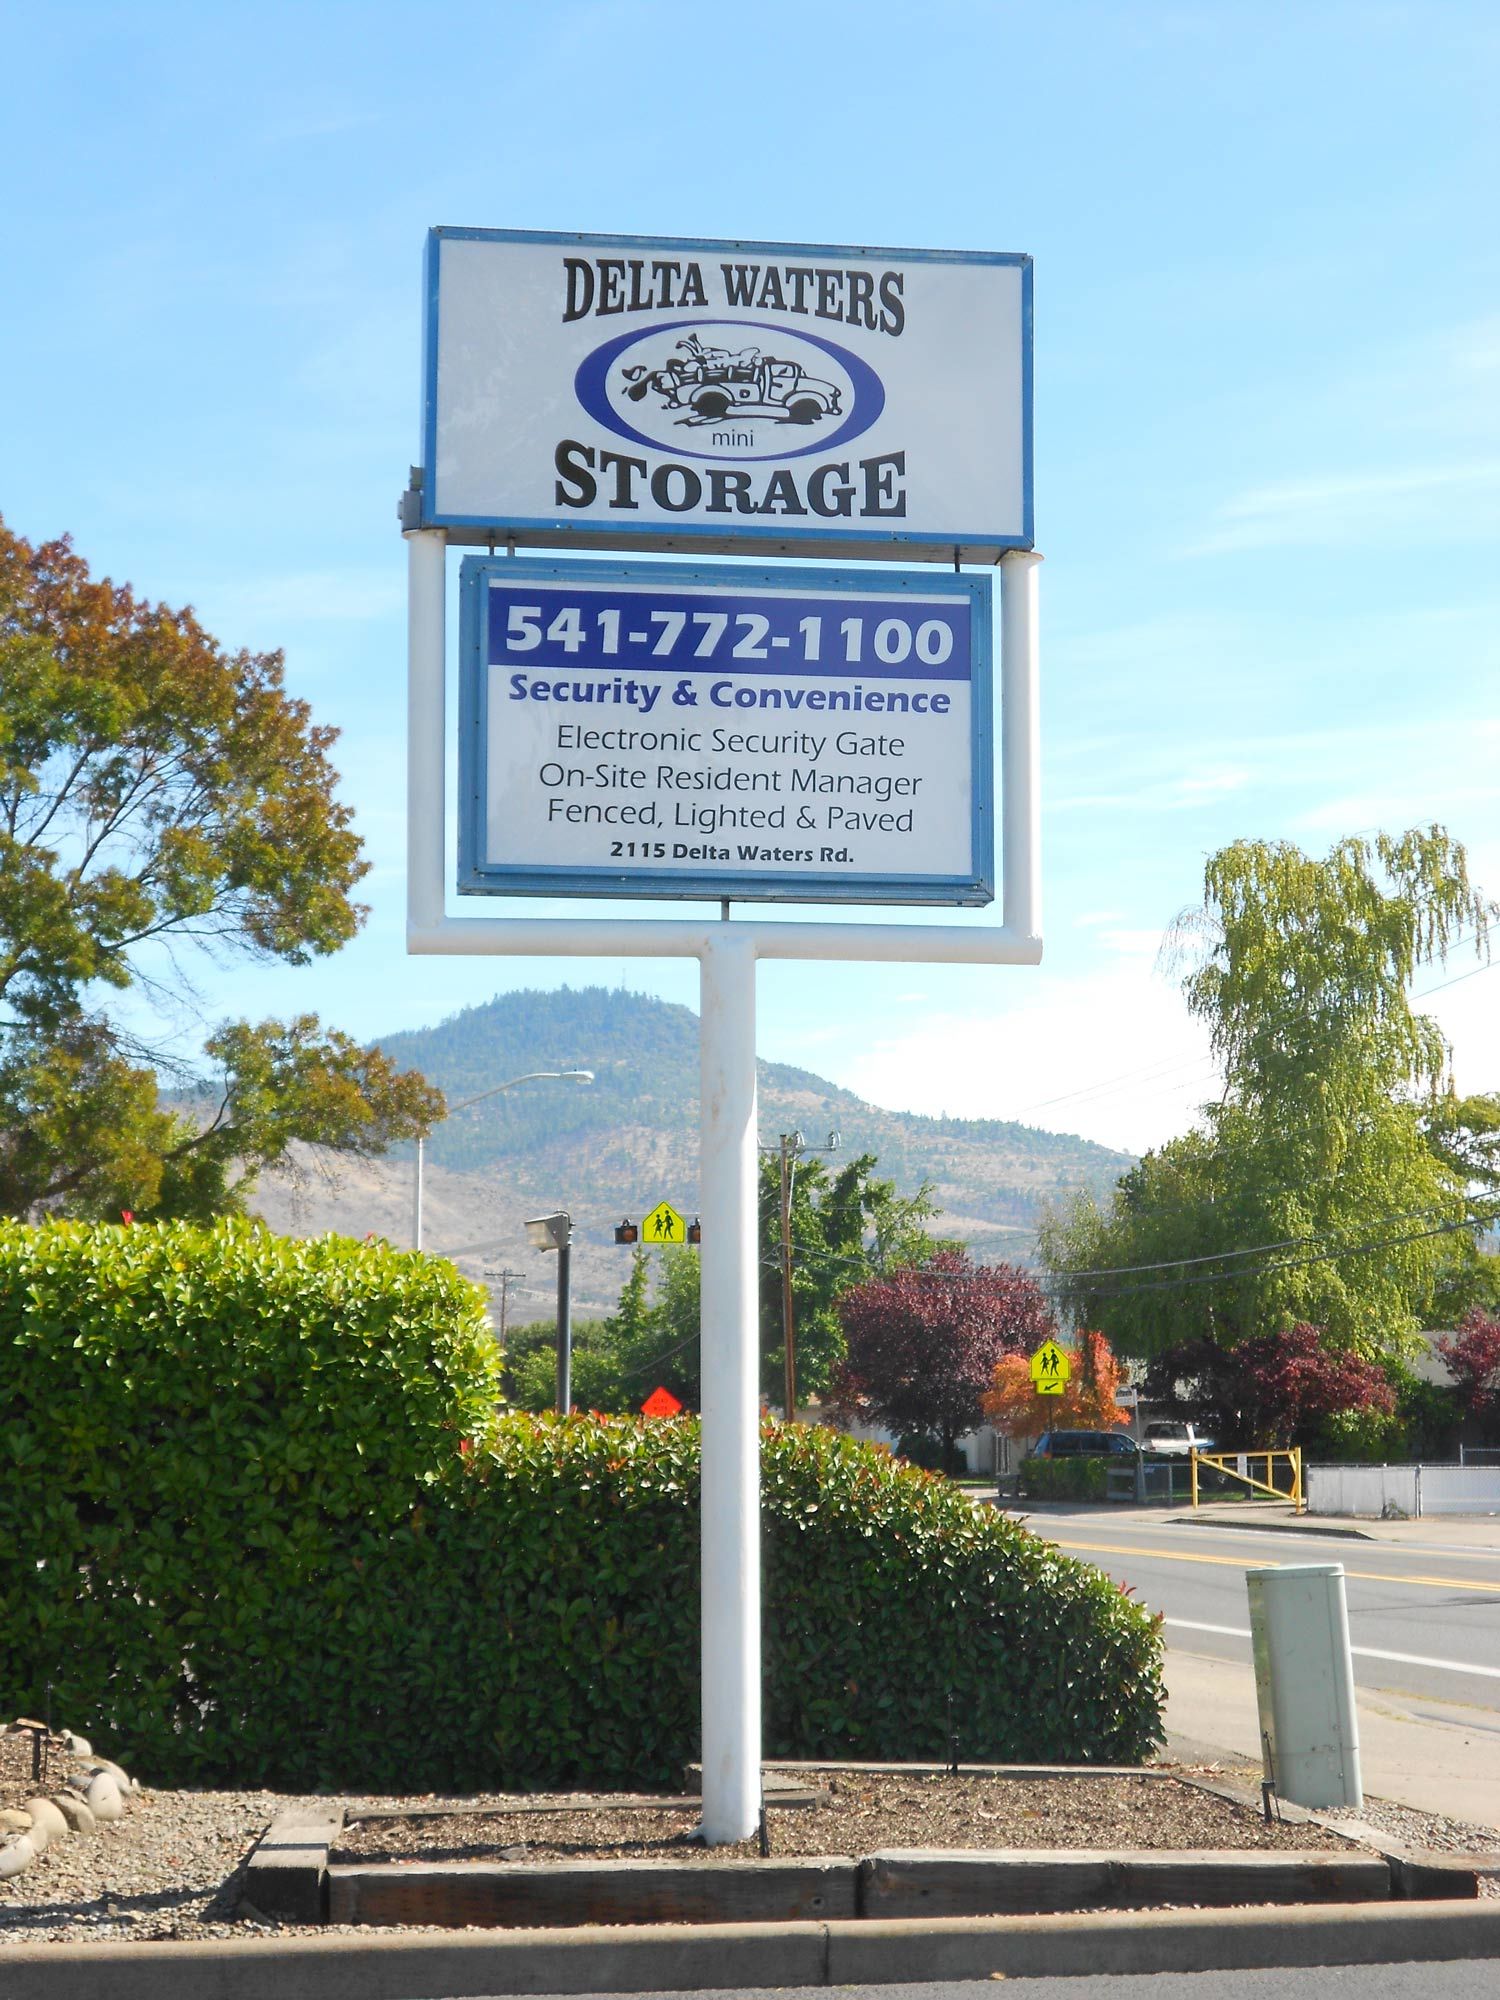 DELTA WATERS
mini
STORAGE
541-772-1100
Security & Convenience
Electronic Security Gate
On-Site Resident Manager
Fenced, Lighted & Paved
2115 Delta Waters Rd.